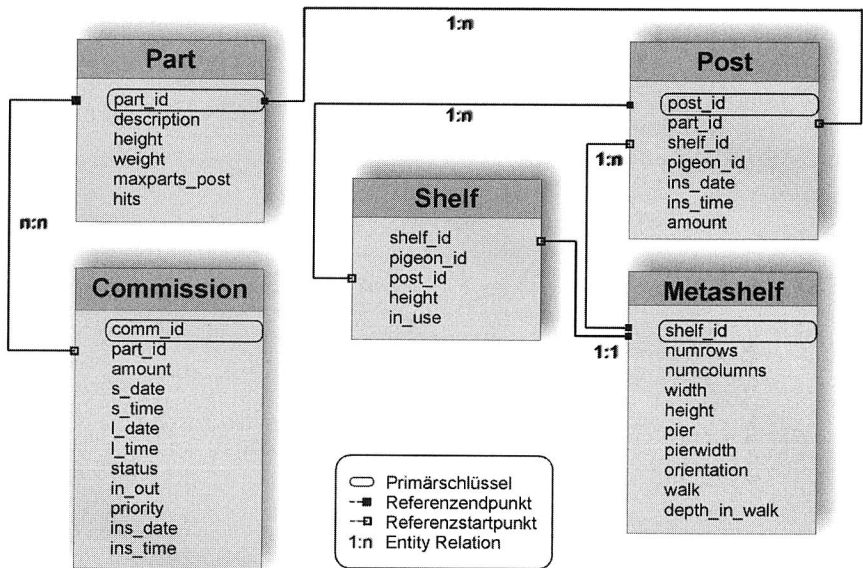 1:n
Part
part_id
description
height
weight
maxparts_post
hits
Post
post_id
part_id
shelf_id
pigeon_id
ins_date
ins_time
amount
1:n
1:n
n:n
Shelf
shelf_id
pigeon_id
post_id
height
in_use
1:1
Commission
comm_id
part_id
amount
s_date
s_time
l_date
l_time
status
in_out
priority
ins_date
ins_time
Metashelf
shelf_id
numrows
numcolumns
width
height
pier
pierwidth
orientation
walk
depth_in_walk
Primärschlüssel
Referenzendpunkt
Referenzstartpunkt
1:n Entity Relation